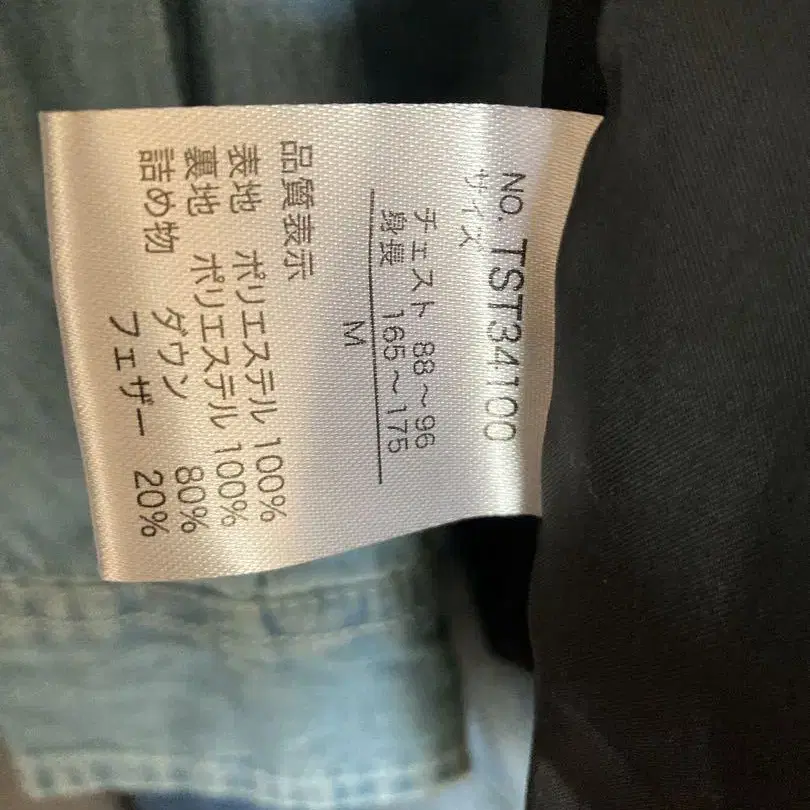 NO. TST34100
サイズ
チェスト 88～96
身長 165～175
M
品質表示
表地 ポリエステル 100%
裏地 ポリエステル 100%
詰め物 ダウン 80%
フェザー 20%